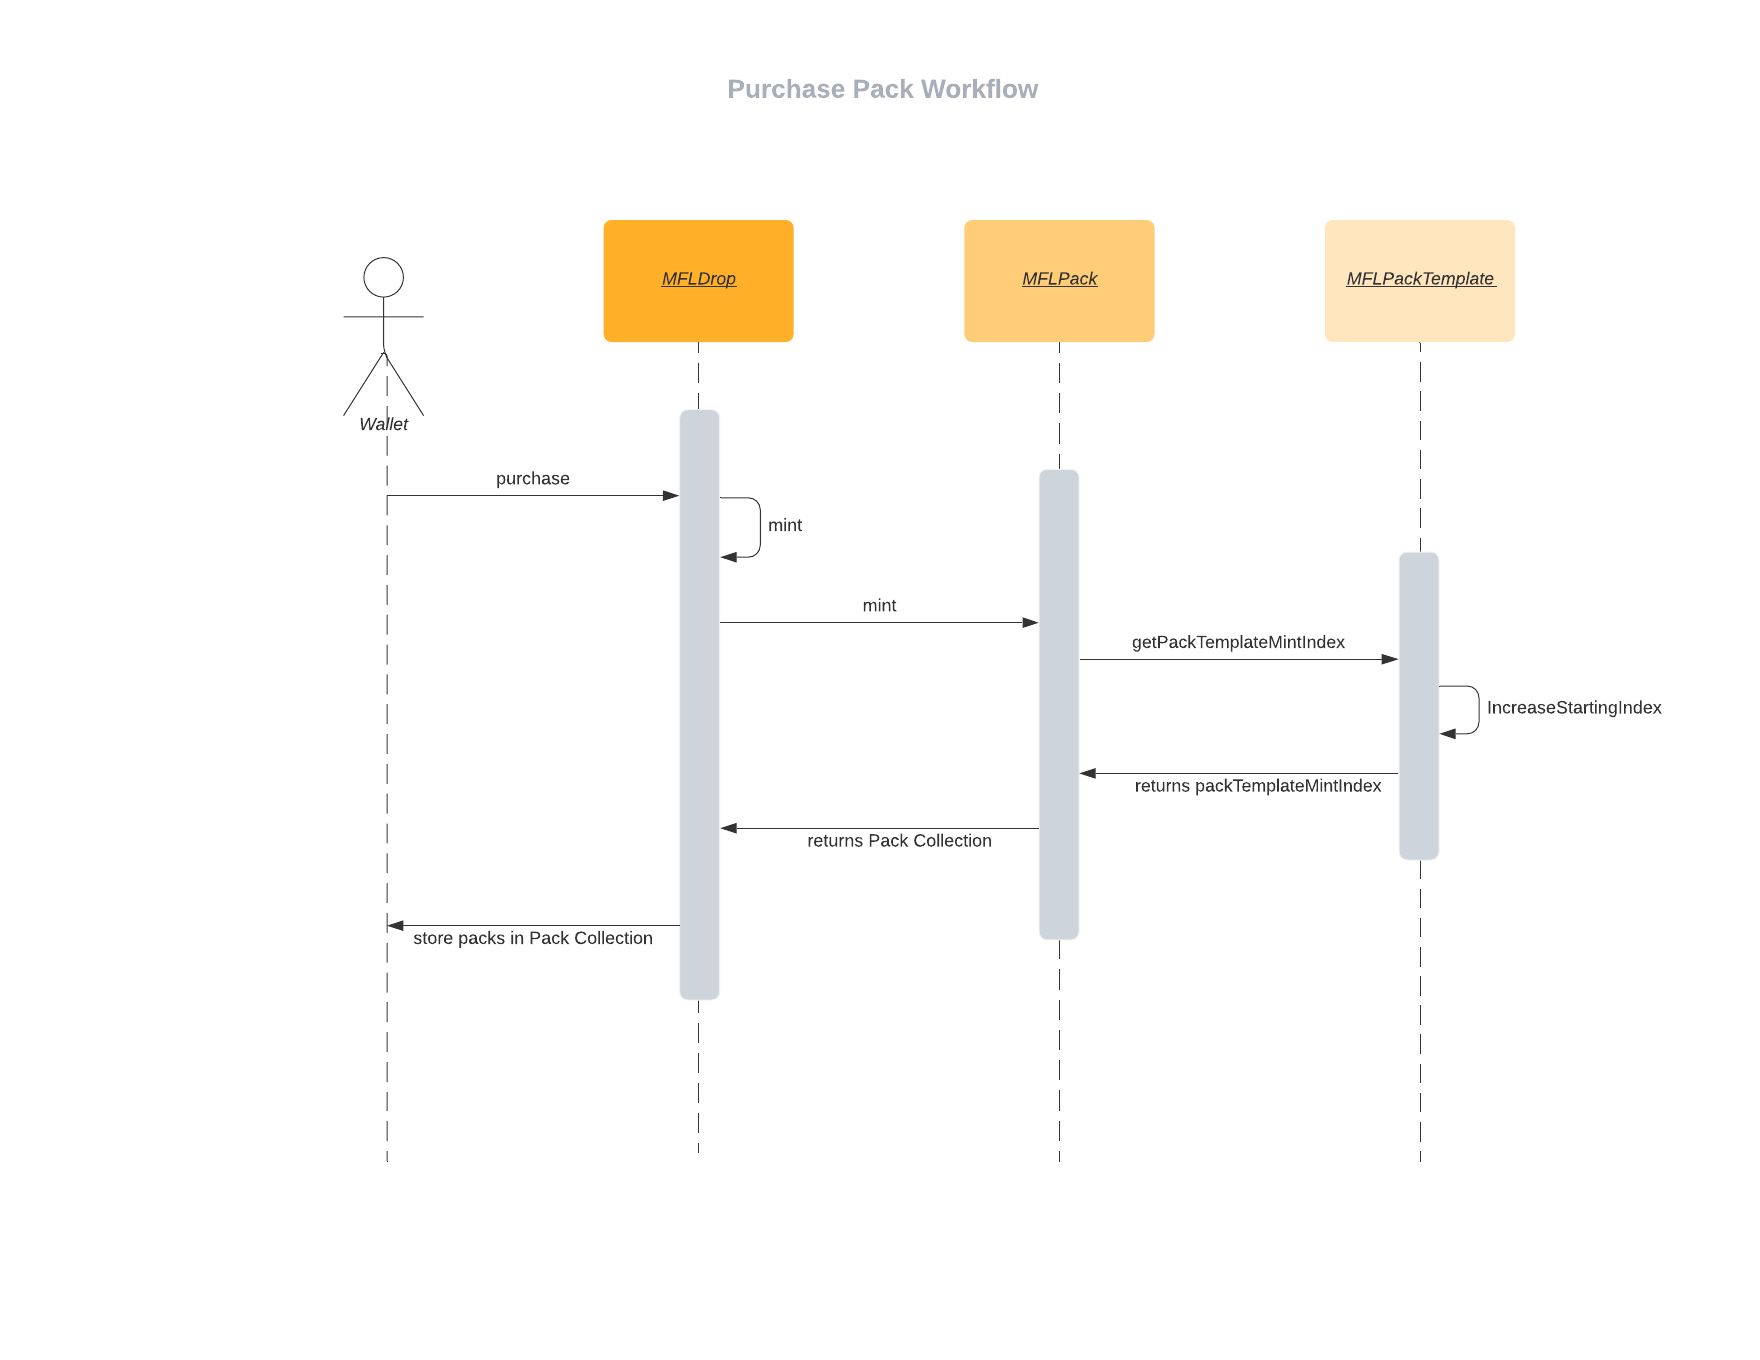 Purchase Pack Workflow
MFLDrop
MFLPack
MFLPackTemplate
Wallet
purchase
mint
mint
getPackTemplateMintIndex
IncreaseStartingIndex
returns packTemplateMintIndex
returns Pack Collection
store packs in Pack Collection